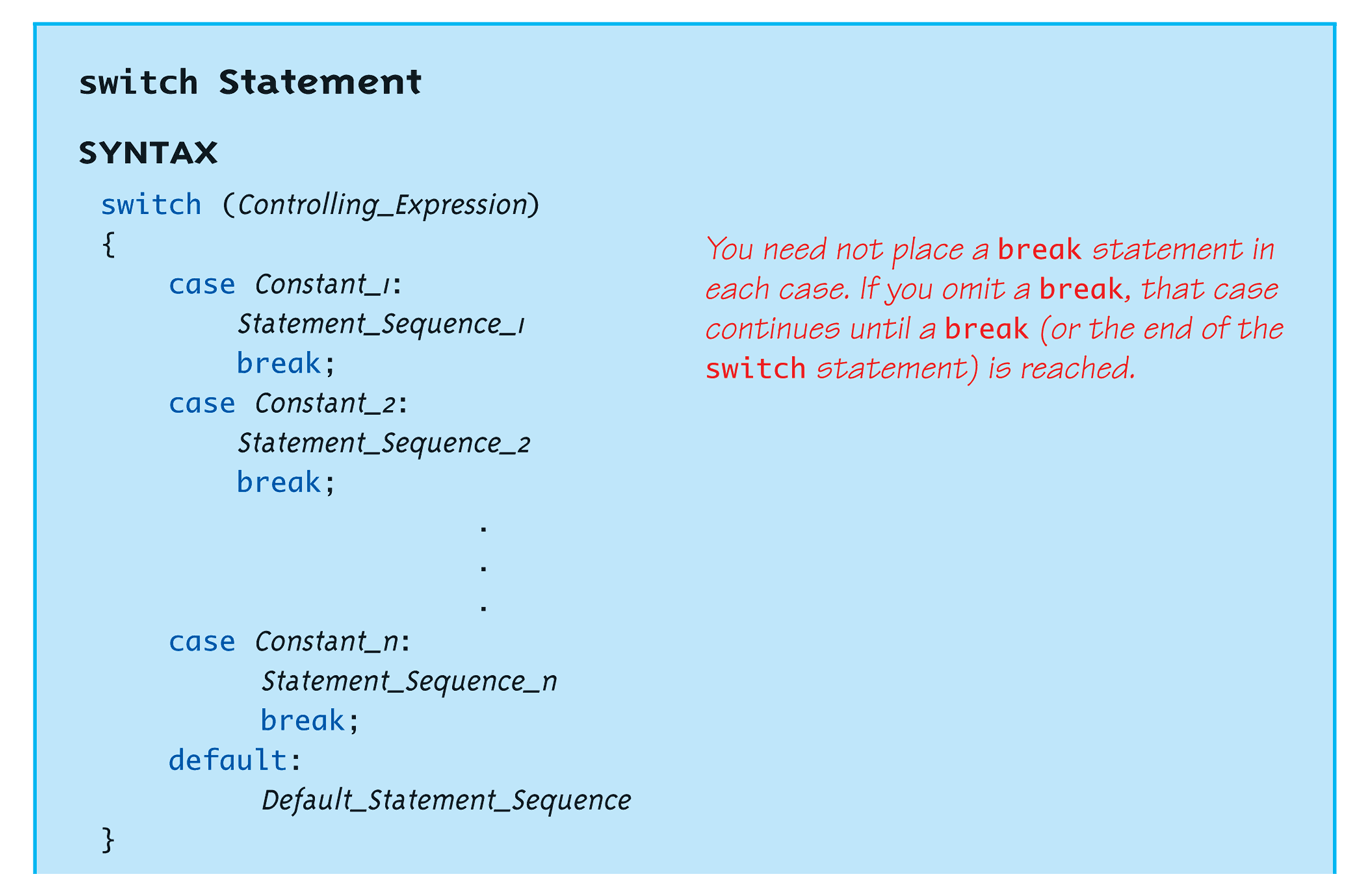 switch Statement
SYNTAX
switch (Controlling_Expression)
{
case Constant_1:
Statement_Sequence_1
break;
case Constant_2:
Statement_Sequence_2
break;
.
.
.
case Constant_n:
Statement_Sequence_n
break;
default:
Default_Statement_Sequence
}
You need not place a break statement in
each case. If you omit a break, that case
continues until a break (or the end of the
switch statement) is reached.